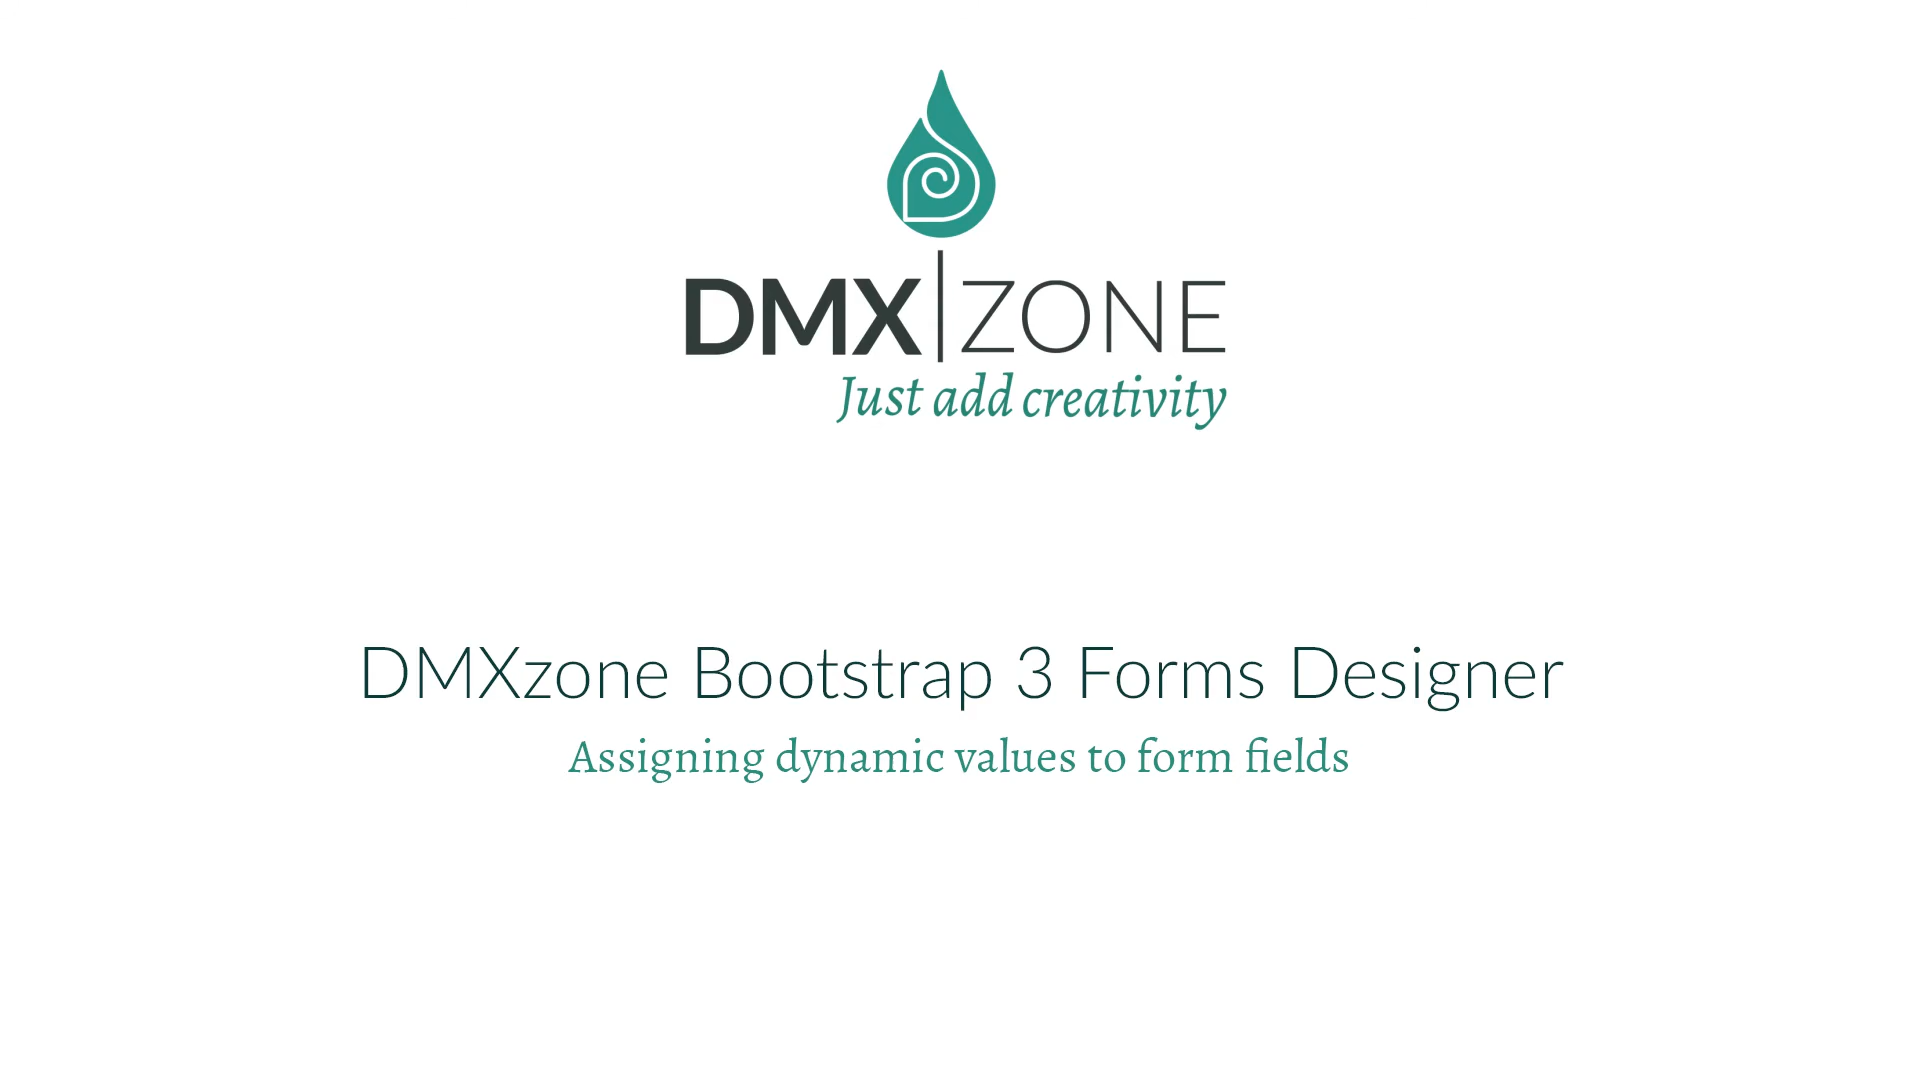 DMX|ZONE
Just add creativity
DMXzone Bootstrap 3 Forms Designer
Assigning dynamic values to form fields